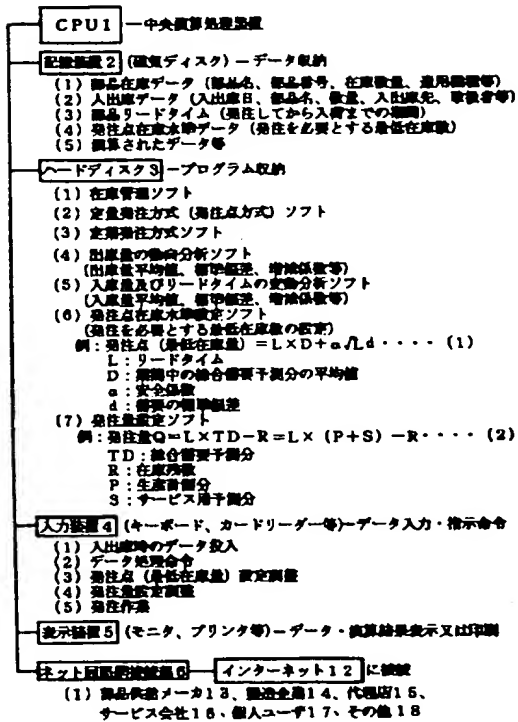 CPU1 ―中央演算処理装置
記憶装置2 (磁気ディスク) ―データ収納
(1) 部品在庫データ (部品名、部品番号、在庫数量、適用機種等)
(2) 入出庫データ (入出庫日、部品名、数量、入出庫先、取扱者等)
(3) 部品リードタイム (発注してから入荷までの期間)
(4) 発注点在庫水準データ (発注を必要とする最低在庫数)
(5) 演算されたデータ等
ハードディスク3 ―プログラム収納
(1) 在庫管理ソフト
(2) 定量発注方式 (発注点方式) ソフト
(3) 定期発注方式ソフト
(4) 出庫量の動向分析ソフト
(出庫量平均値、標準偏差、増減係数等)
(5) 入庫量及びリードタイムの変動分析ソフト
(入庫量平均値、標準偏差、増減係数等)
(6) 発注点在庫水準設定ソフト
(発注を必要とする最低在庫数の設定)
例：発注点 (最低在庫量) =L×D+α√Ld・・・・ (1)
L：リードタイム
D：期間中の総合需要予測分の平均値
α：安全係数
d：需要の標準偏差
(7) 発注量設定ソフト
例：発注量Q=L×TD−R=L× (P+S) −R・・・・ (2)
TD：総合需要予測分
R：在庫残数
P：生産計画分
S：サービス用予測分
入力装置4 (キーボード、カードリーダー等)―データ入力・指示命令
(1) 入出庫時のデータ投入
(2) データ処理命令
(3) 発注点 (最低在庫量) 設定調整
(4) 発注量設定調整
(5) 発注作業
表示装置5 (モニタ、プリンタ等) ―データ・演算結果表示又は印刷
ネット回路網接続機6 ― インターネット12 に接続
(1) 部品供給メーカ13、製造企業14、代理店15、
サービス会社16、個人ユーザ17、その他18